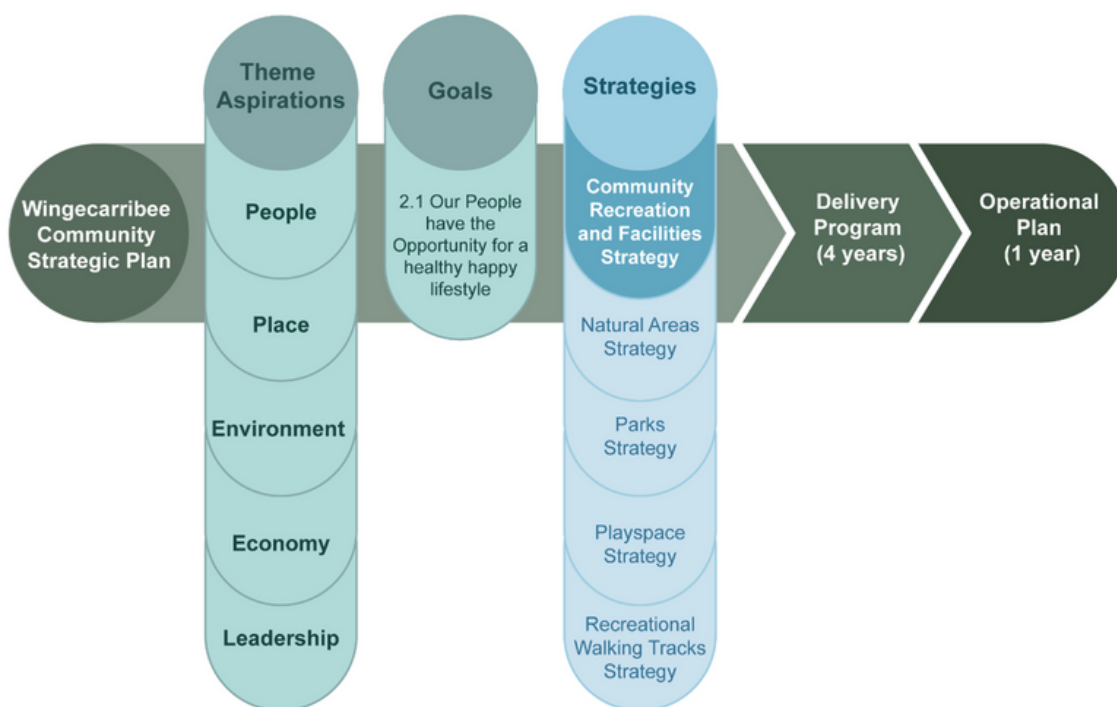 Wingecarribee
Community
Strategic Plan
Theme
Aspirations
People
Place
Environment
Economy
Leadership
Goals
2.1 Our People
have the
Opportunity for a
healthy happy
lifestyle
Strategies
Community
Recreation
and Facilities
Strategy
Natural Areas
Strategy
Parks
Strategy
Playspace
Strategy
Recreational
Walking Tracks
Strategy
Delivery
Program
(4 years)
Operational
Plan
(1 year)